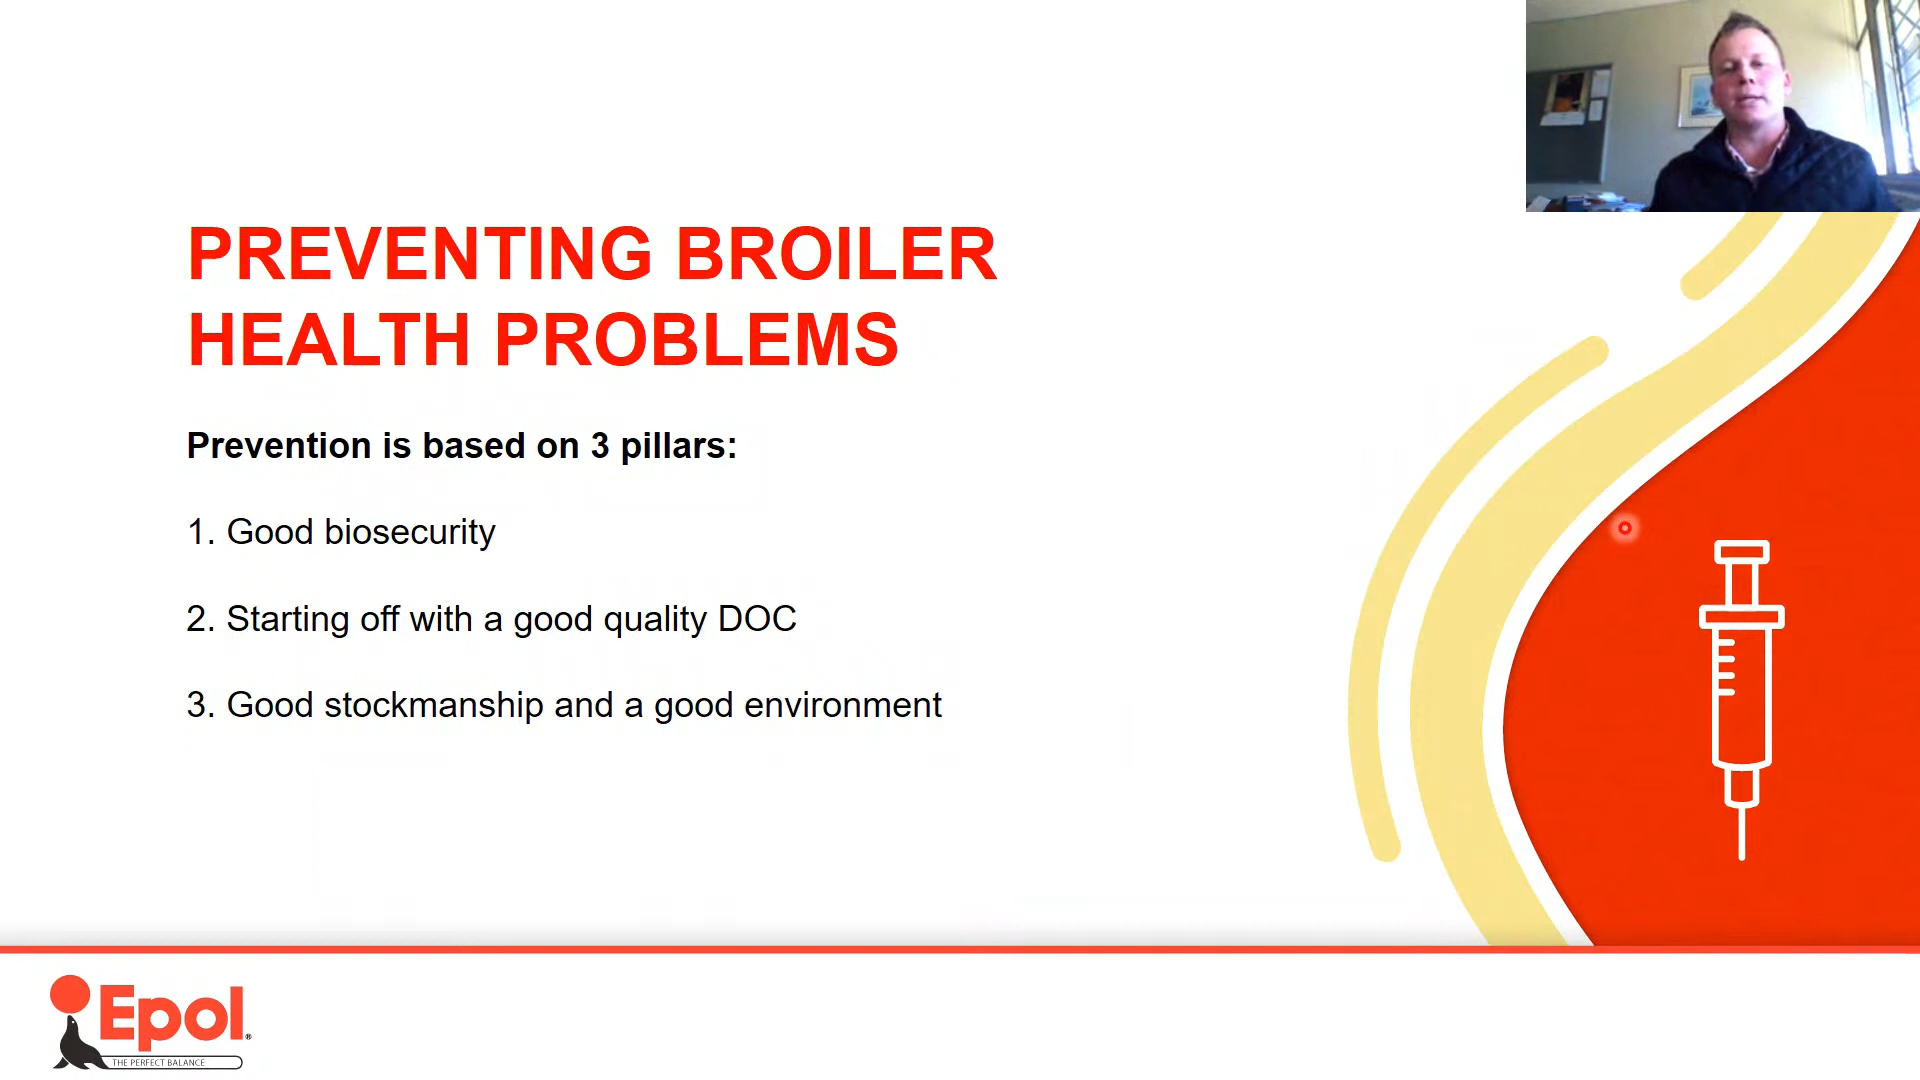 PREVENTING BROILER
HEALTH PROBLEMS
Prevention is based on 3 pillars:
1. Good biosecurity
2. Starting off with a good quality DOC
3. Good stockmanship and a good environment
Epol®
THE PERFECT BALANCE